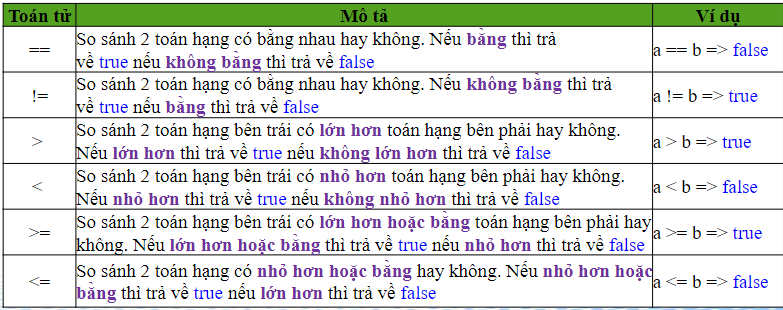 Toán tử Mô tả Ví dụ
== So sánh 2 toán hạng có bằng nhau hay không. Nếu bằng thì trả
về true nếu không bằng thì trả về false a == b => false
!= So sánh 2 toán hạng có bằng nhau hay không. Nếu không bằng thì trả
về true nếu bằng thì trả về false a != b => true
> So sánh 2 toán hạng bên trái có lớn hơn toán hạng bên phải hay không.
Nếu lớn hơn thì trả về true nếu không lớn hơn thì trả về false a > b => true
< So sánh 2 toán hạng bên trái có nhỏ hơn toán hạng bên phải hay không.
Nếu nhỏ hơn thì trả về true nếu không nhỏ hơn thì trả về false a < b => false
>= So sánh 2 toán hạng bên trái có lớn hơn hoặc bằng toán hạng bên phải hay
không. Nếu lớn hơn hoặc bằng thì trả về true nếu nhỏ hơn thì trả về false a >= b => true
<= So sánh 2 toán hạng có nhỏ hơn hoặc bằng hay không. Nếu nhỏ hơn hoặc
bằng thì trả về true nếu lớn hơn thì trả về false a <= b => false